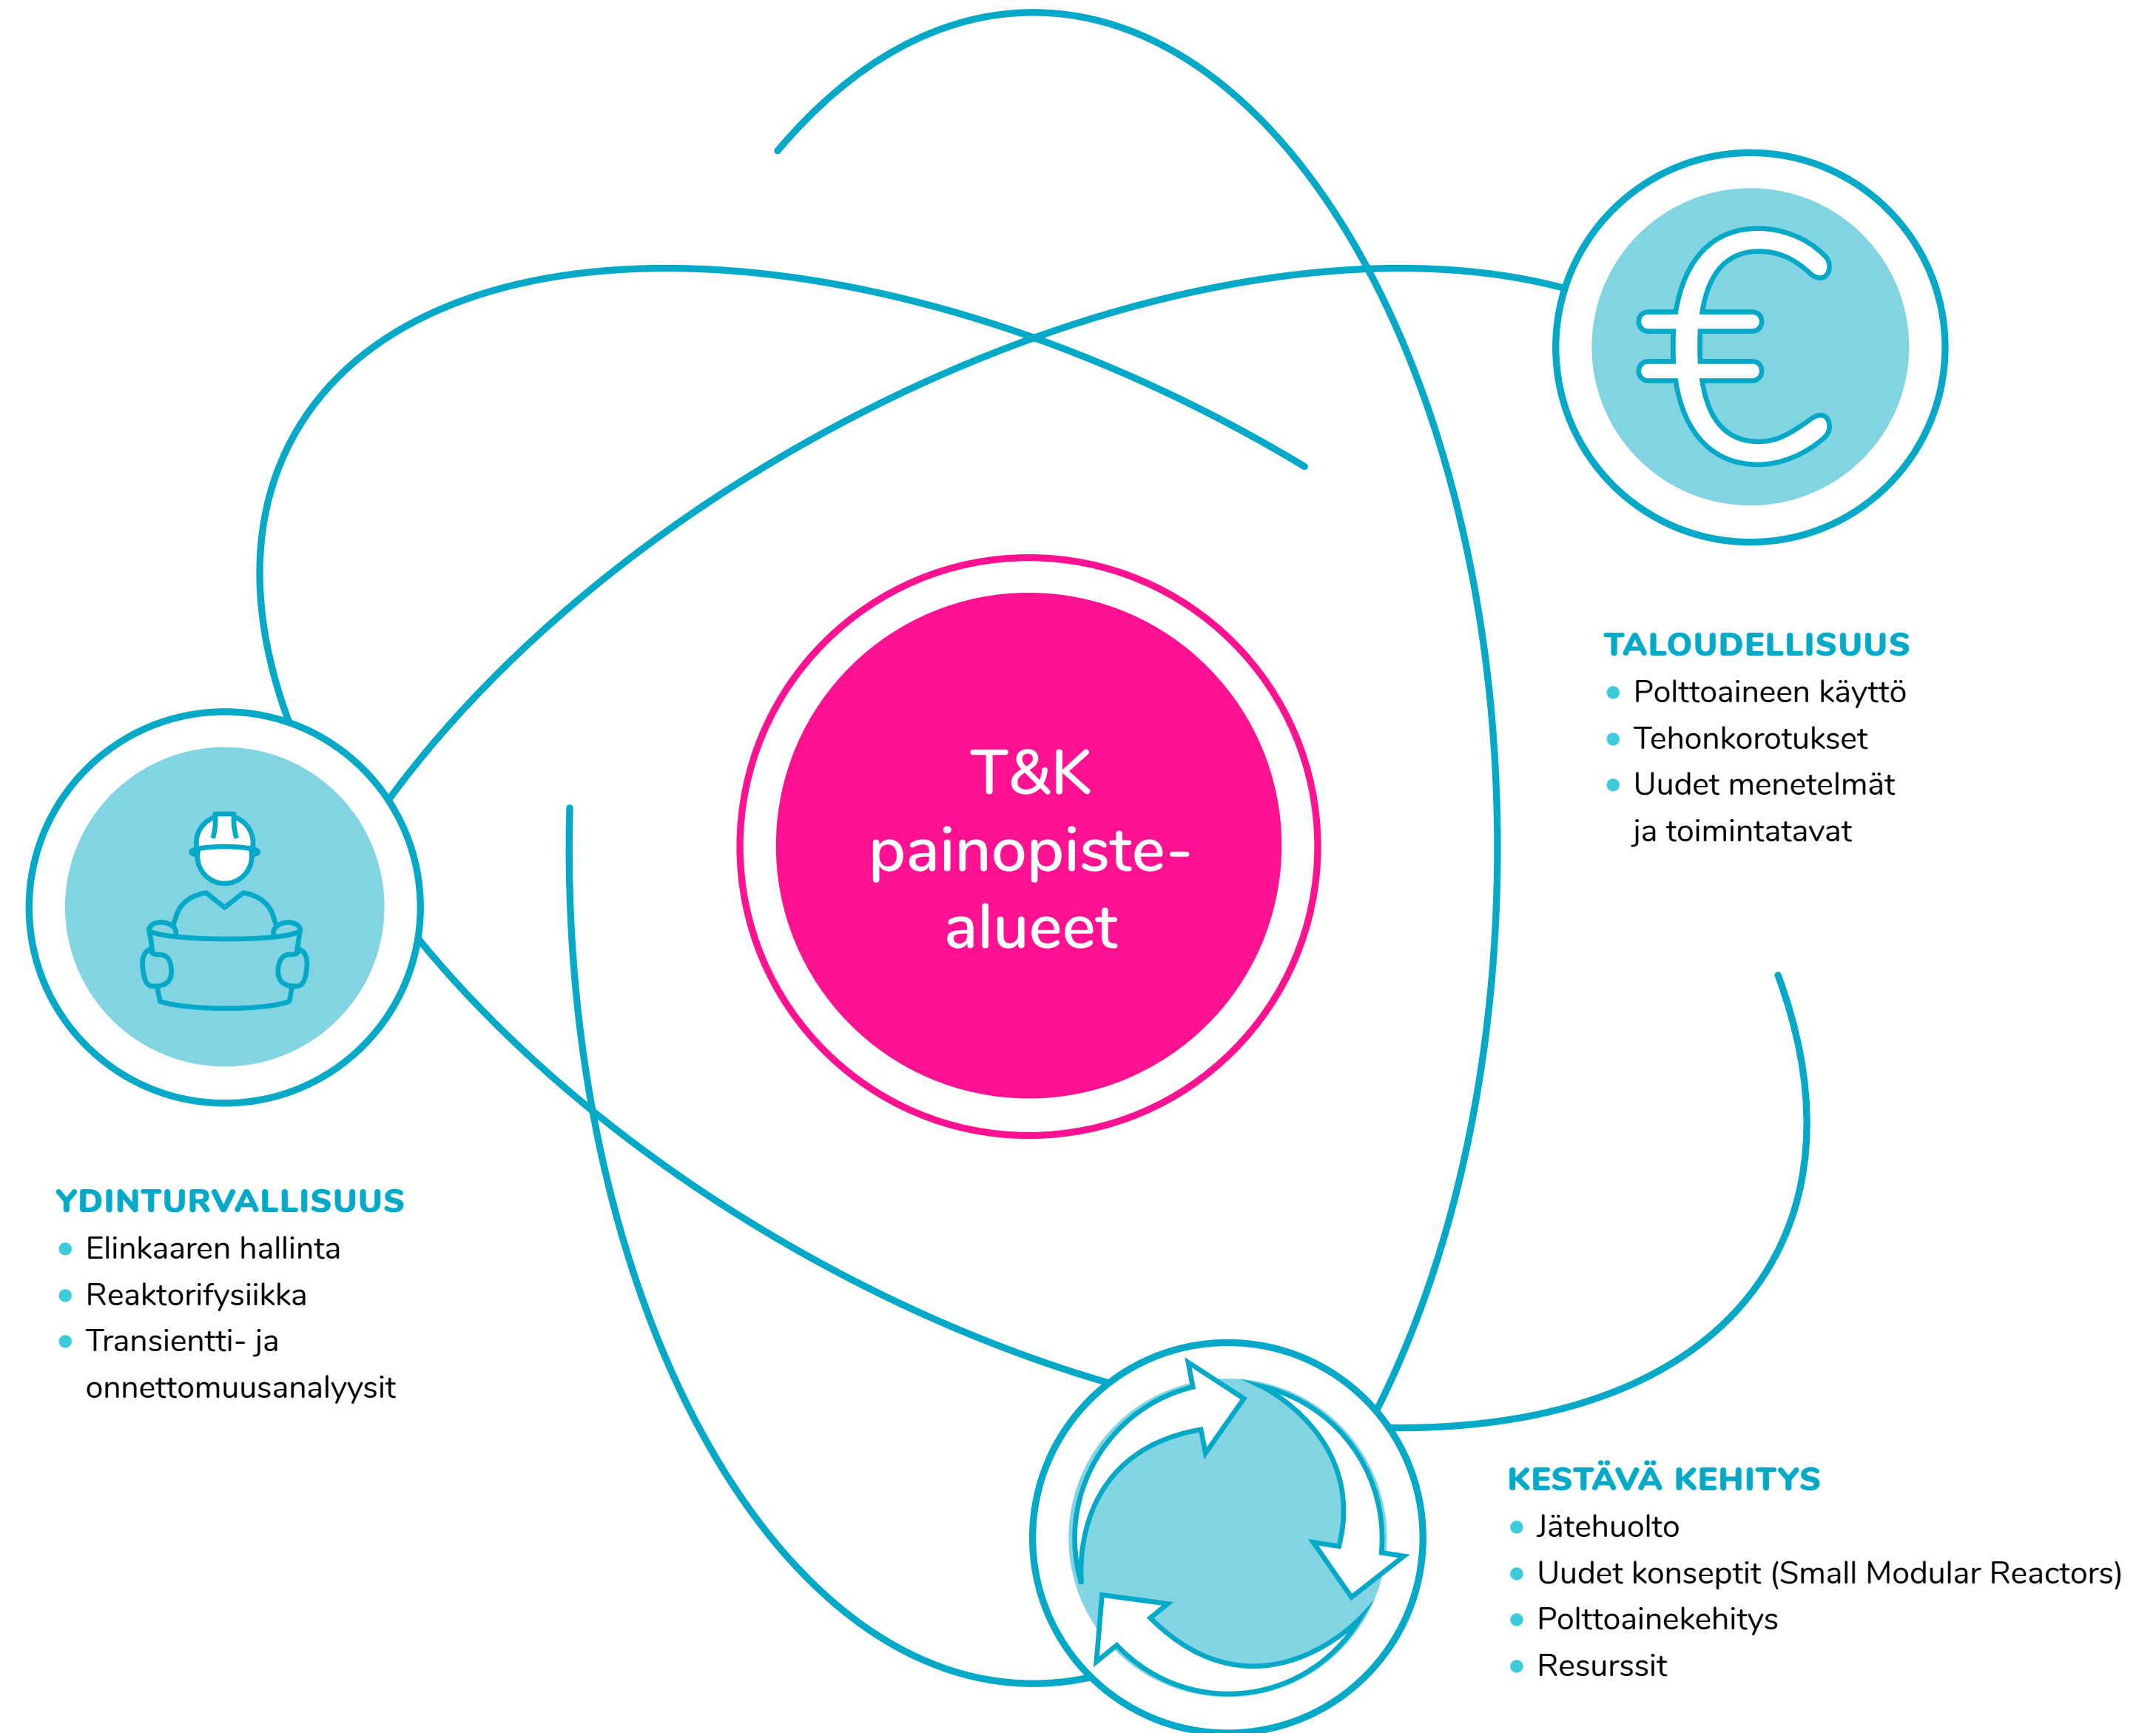 T&K
painopiste-
alueet
TALOUDELLISUUS
Polttoaineen käyttö
Tehonkorotukset
Uudet menetelmät
ja toimintatavat
YDINTURVALLISUUS
Elinkaaren hallinta
Reaktorifysiikka
Transientti- ja
onnettomuusanalyysit
KESTÄVÄ KEHITYS
Jätehuolto
Uudet konseptit (Small Modular Reactors)
Polttoainekehitys
Resurssit